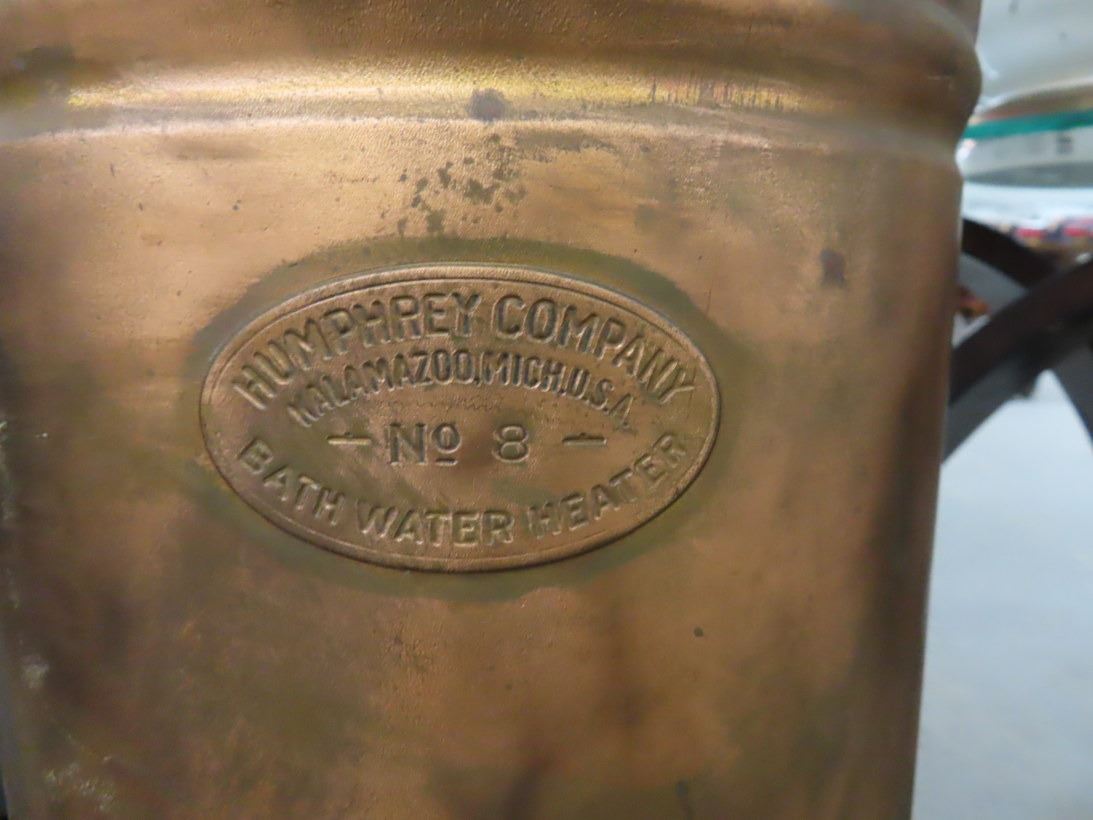 HUMPHREY COMPANY
KALAMAZOO, MICH. U.S.A.
— No 8 —
BATH WATER HEATER